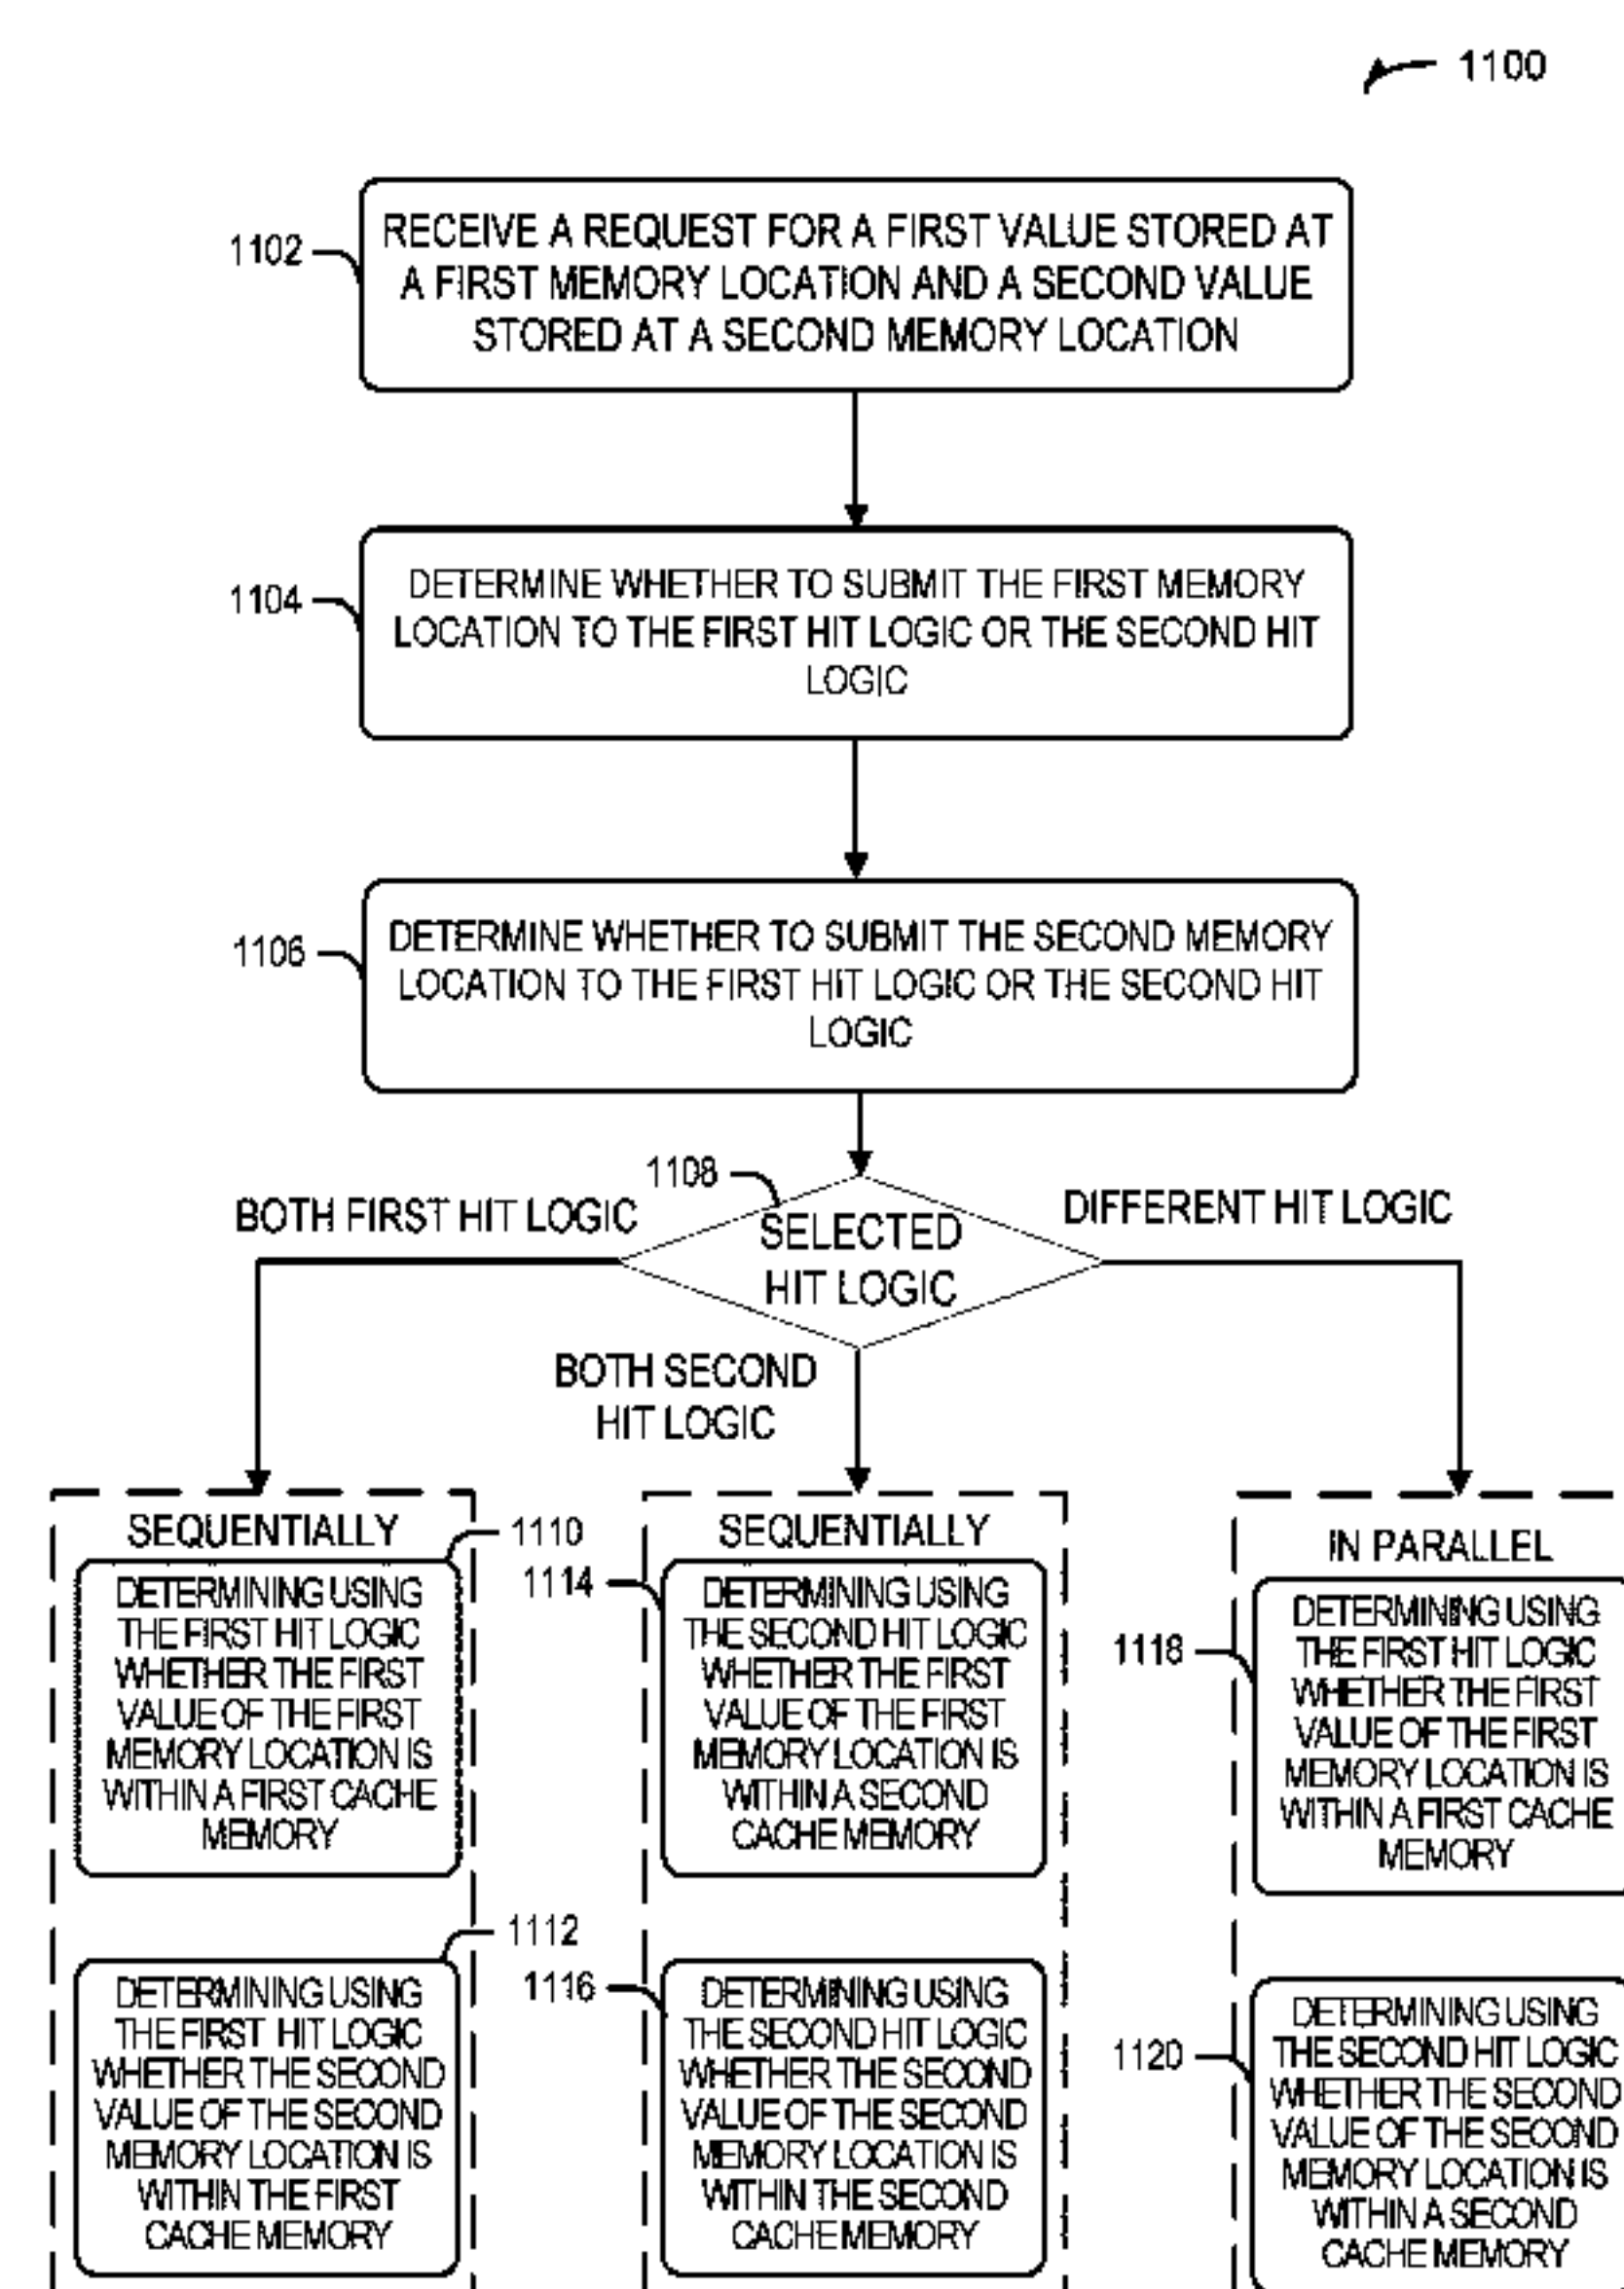 1100
1102
RECEIVE A REQUEST FOR A FIRST VALUE STORED AT
A FIRST MEMORY LOCATION AND A SECOND VALUE
STORED AT A SECOND MEMORY LOCATION
1104
DETERMINE WHETHER TO SUBMIT THE FIRST MEMORY
LOCATION TO THE FIRST HIT LOGIC OR THE SECOND HIT
LOGIC
1106
DETERMINE WHETHER TO SUBMIT THE SECOND MEMORY
LOCATION TO THE FIRST HIT LOGIC OR THE SECOND HIT
LOGIC
1108
SELECTED
HIT LOGIC
BOTH FIRST HIT LOGIC
DIFFERENT HIT LOGIC
BOTH SECOND
HIT LOGIC
SEQUENTIALLY
1110
DETERMINING USING
THE FIRST HIT LOGIC
WHETHER THE FIRST
VALUE OF THE FIRST
MEMORY LOCATION IS
WITHIN A FIRST CACHE
MEMORY
1112
DETERMINING USING
THE FIRST HIT LOGIC
WHETHER THE SECOND
VALUE OF THE SECOND
MEMORY LOCATION IS
WITHIN THE FIRST
CACHE MEMORY
SEQUENTIALLY
1114
DETERMINING USING
THE SECOND HIT LOGIC
WHETHER THE FIRST
VALUE OF THE FIRST
MEMORY LOCATION IS
WITHIN A SECOND
CACHE MEMORY
1116
DETERMINING USING
THE SECOND HIT LOGIC
WHETHER THE SECOND
VALUE OF THE SECOND
MEMORY LOCATION IS
WITHIN THE SECOND
CACHE MEMORY
IN PARALLEL
1118
DETERMINING USING
THE FIRST HIT LOGIC
WHETHER THE FIRST
VALUE OF THE FIRST
MEMORY LOCATION IS
WITHIN A FIRST CACHE
MEMORY
1120
DETERMINING USING
THE SECOND HIT LOGIC
WHETHER THE SECOND
VALUE OF THE SECOND
MEMORY LOCATION IS
WITHIN A SECOND
CACHE MEMORY